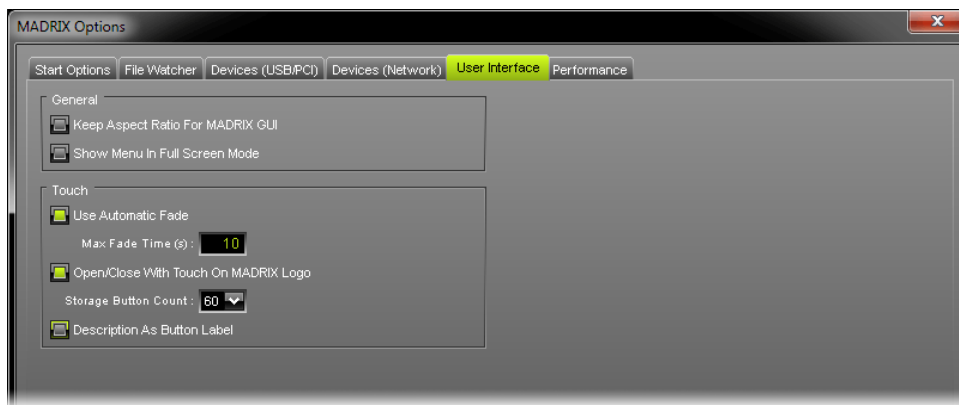 MADRIX Options
Start Options File Watcher Devices (USB/PCI) Devices (Network) User Interface Performance
General
Keep Aspect Ratio For MADRIX GUI
Show Menu In Full Screen Mode
Touch
Use Automatic Fade
Max Fade Time (s) : 10
Open/Close With Touch On MADRIX Logo
Storage Button Count : 60
Description As Button Label